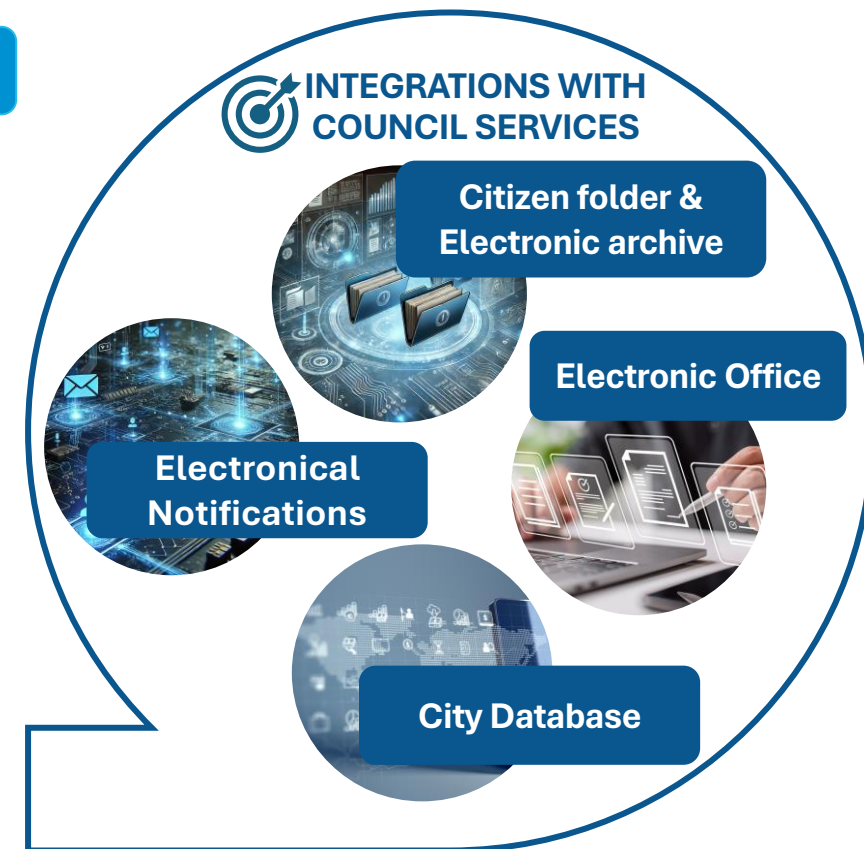 INTEGRATIONS WITH
COUNCIL SERVICES
Citizen folder &
Electronic archive
Electronic Office
Electronical
Notifications
City Database